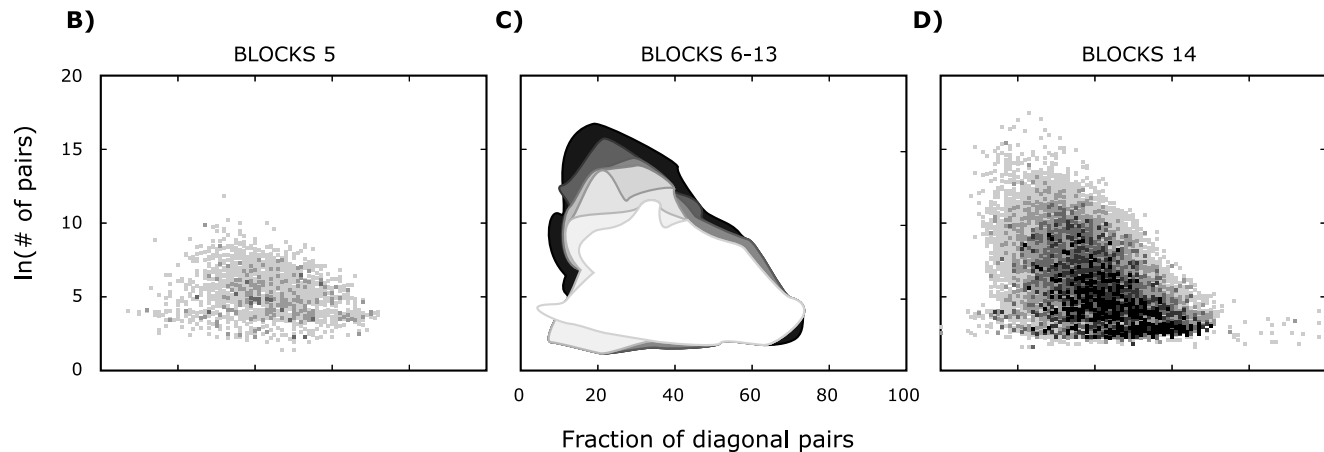 B)
C)
D)
BLOCKS 5
BLOCKS 6-13
BLOCKS 14
20
15
10
5
0
ln(# of pairs)
0 20 40 60 80 100
Fraction of diagonal pairs